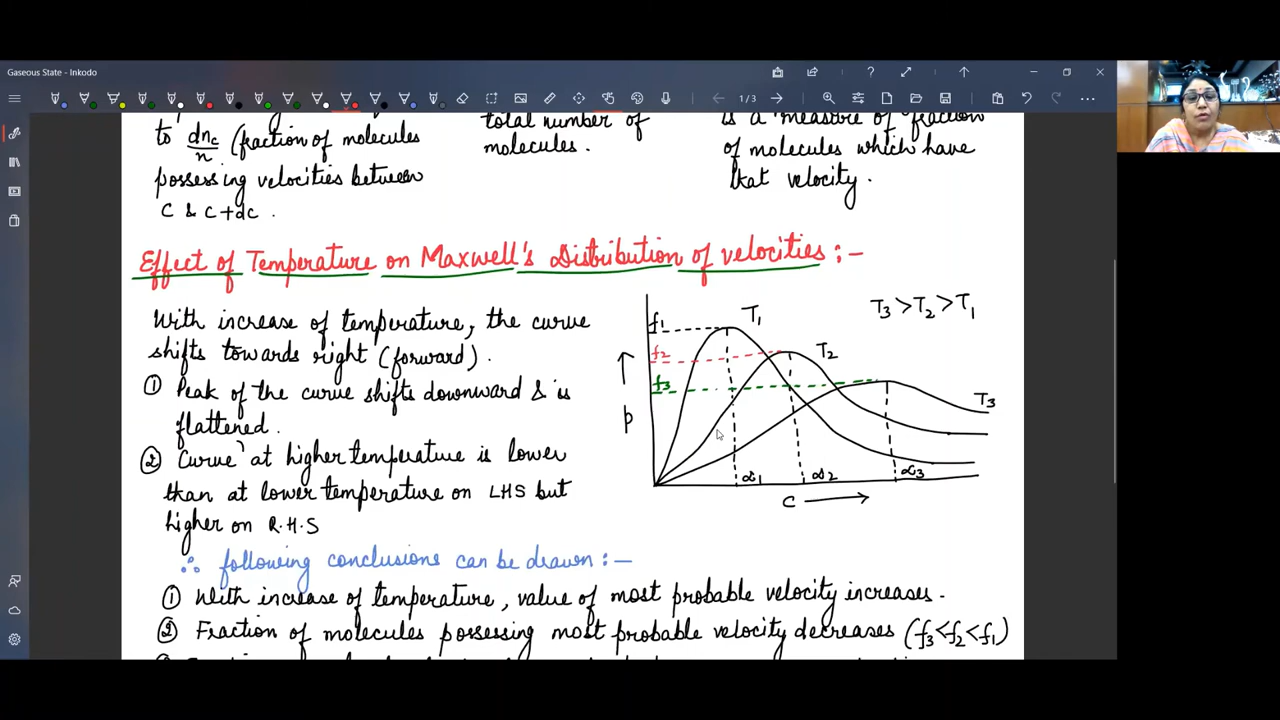 Gaseous State - Inkodo
1/3
to dnc/n (fraction of molecules
possessing velocities between
C & C+dc .
total number of
molecules.
is a measure of fraction
of molecules which have
that velocity.
Effect of Temperature on Maxwell's Distribution of velocities :-
With increase of temperature, the curve
shifts towards right (forward).
① Peak of the curve shifts downward & is
flattened.
② Curve at higher temperature is lower
than at lower temperature on LHS but
higher on R.H.S
T3 > T2 > T1
f1
T1
f2
T2
f3
T3
p
α1
α2
α3
C
∴ following conclusions can be drawn :-
① With increase of temperature, value of most probable velocity increases.
② Fraction of molecules possessing most probable velocity decreases (f3<f2<f1)